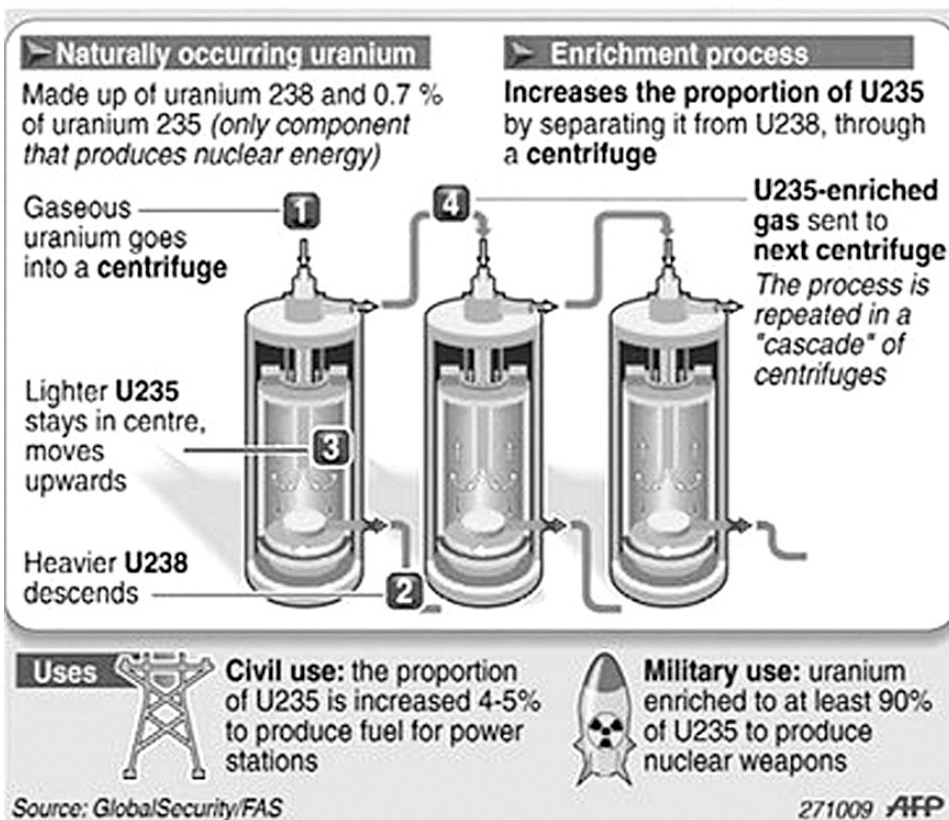 Naturally occurring uranium
Made up of uranium 238 and 0.7 %
of uranium 235 (only component
that produces nuclear energy)
Enrichment process
Increases the proportion of U235
by separating it from U238, through
a centrifuge
1
Gaseous
uranium goes
into a centrifuge
4
U235-enriched
gas sent to
next centrifuge
The process is
repeated in a
"cascade" of
centrifuges
Lighter U235
stays in centre,
moves
upwards
3
Heavier U238
descends
2
Uses
Civil use: the proportion
of U235 is increased 4-5%
to produce fuel for power
stations
Military use: uranium
enriched to at least 90%
of U235 to produce
nuclear weapons
Source: GlobalSecurity/FAS
271009 AFP